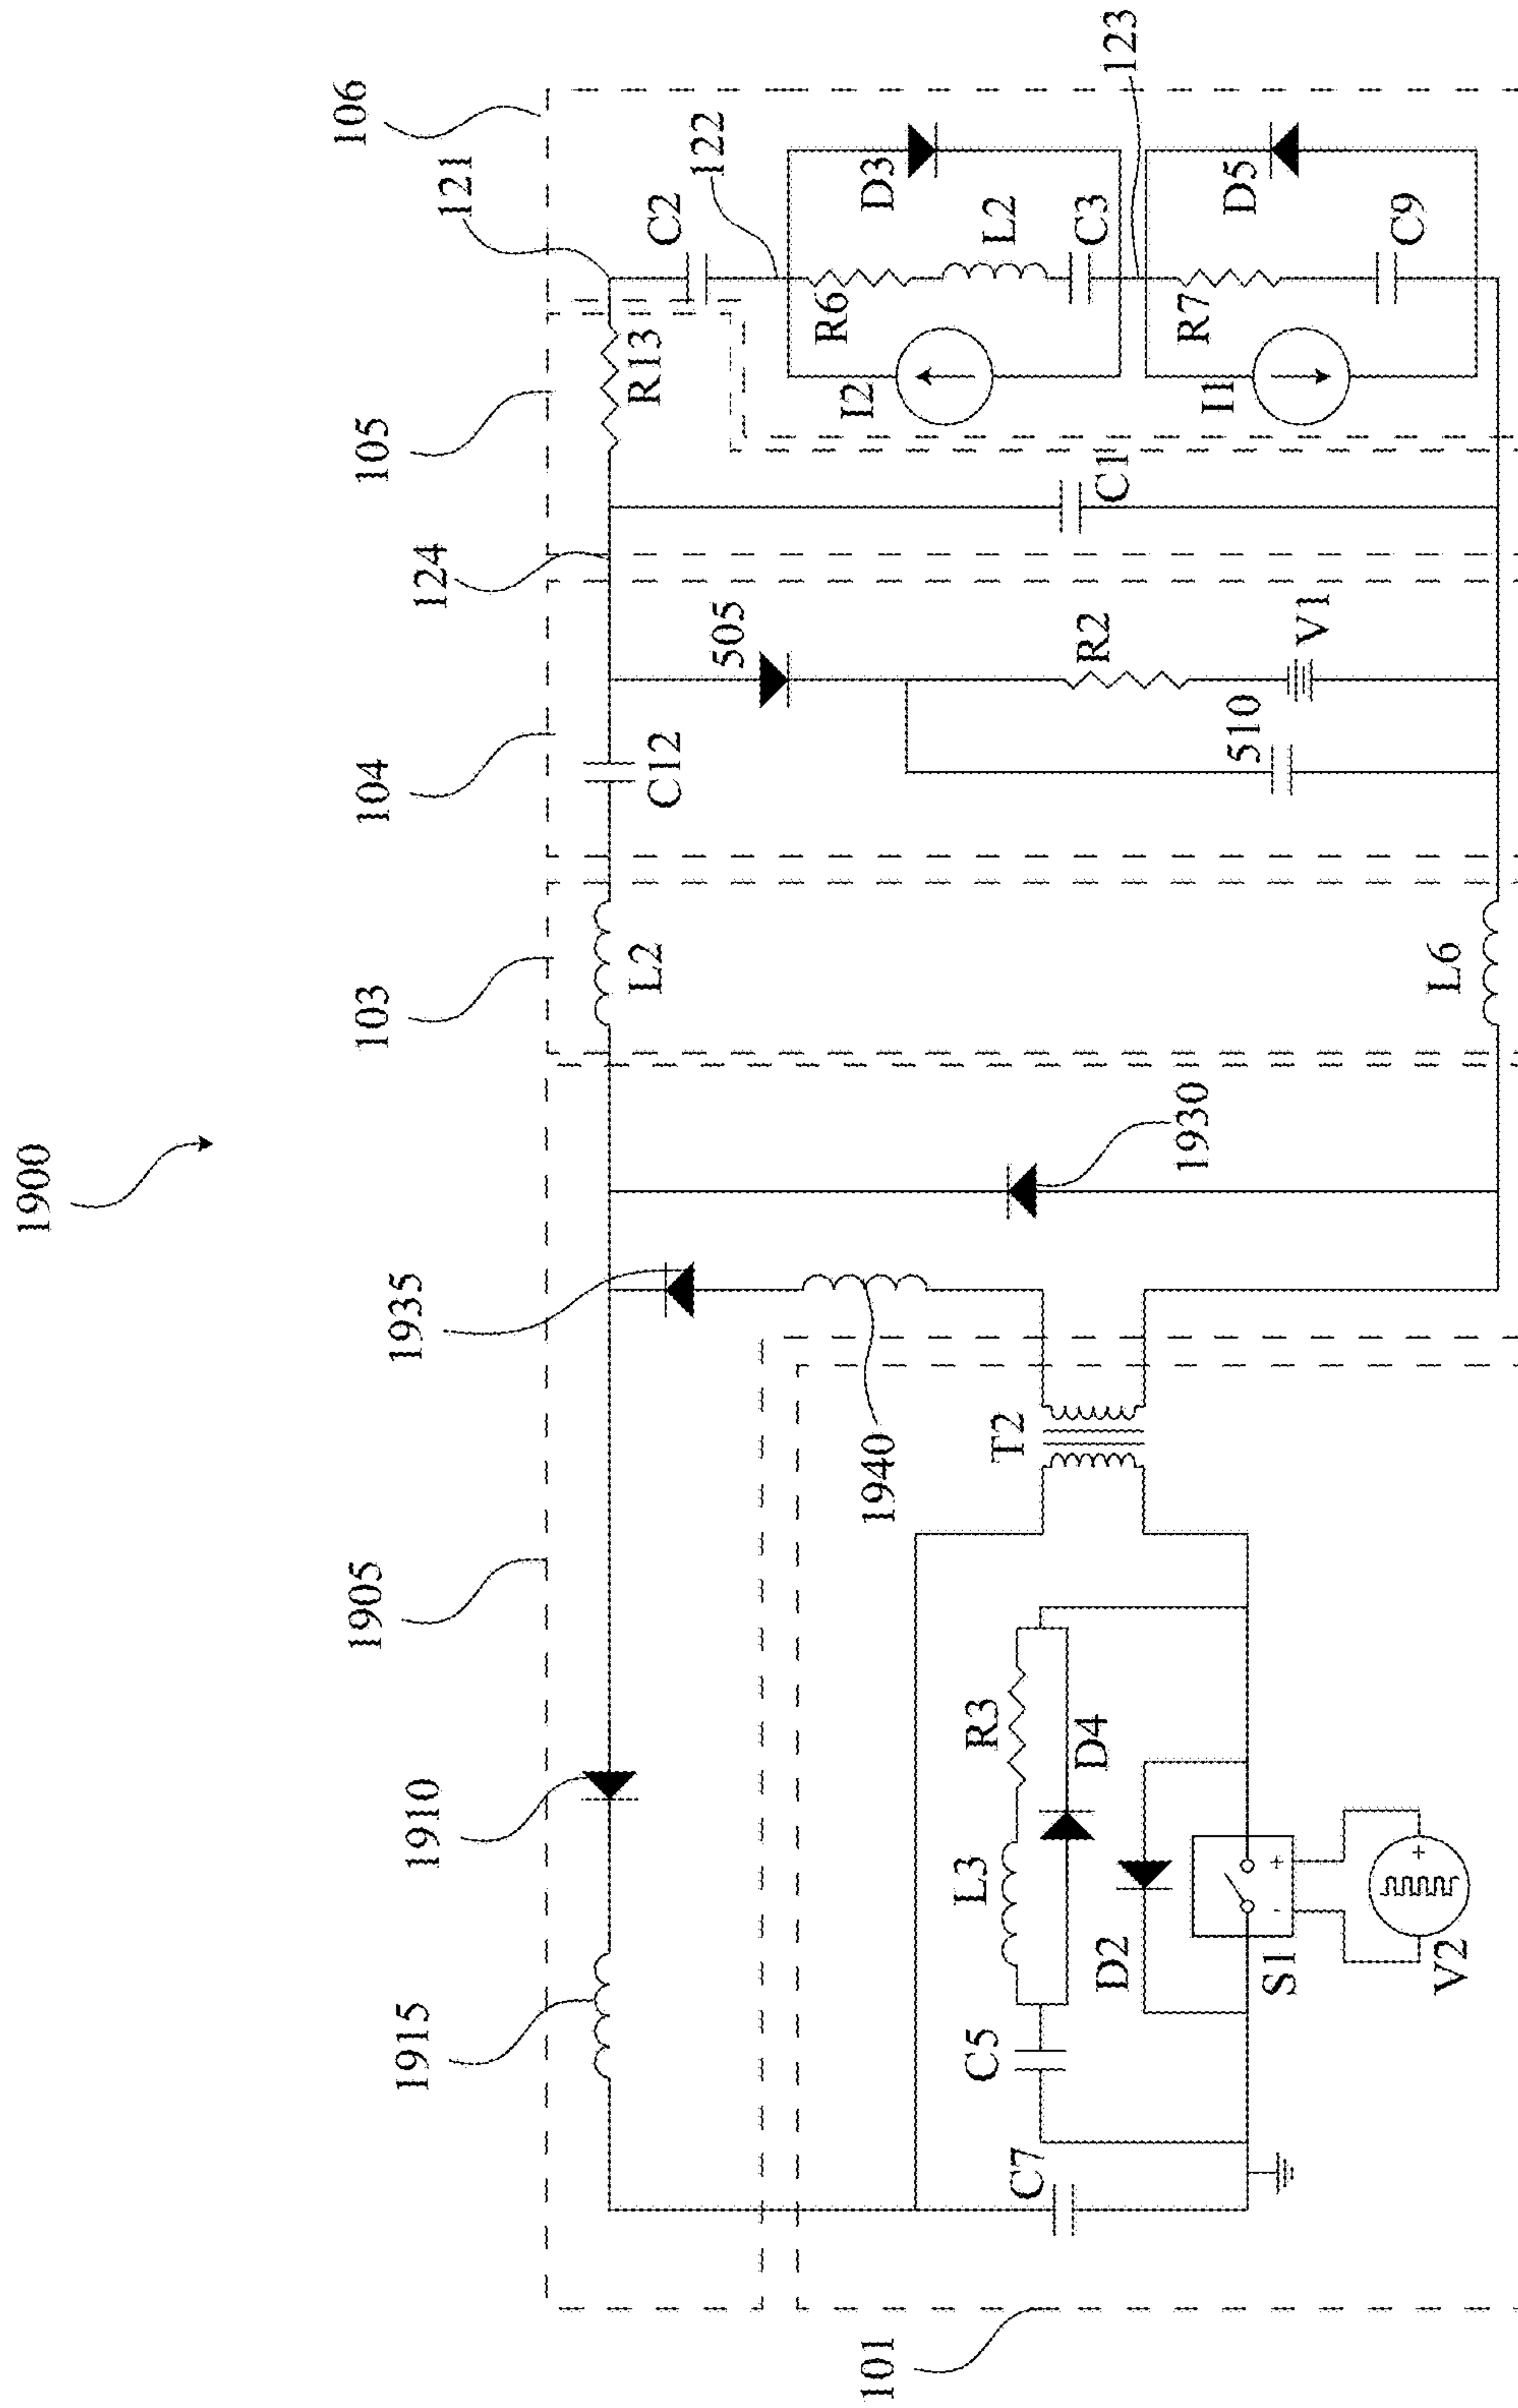 1900
106
121
105
124
104
103
1905
1935
1910
1915
101
C2
122
R13
D3
R6
L2
C3
I2
123
R7
D5
C9
I1
C1
505
R2
V1
510
C12
L2
L6
1930
1940
T2
R3
D4
L3
D2
C5
C7
S1
+
-
V2
+